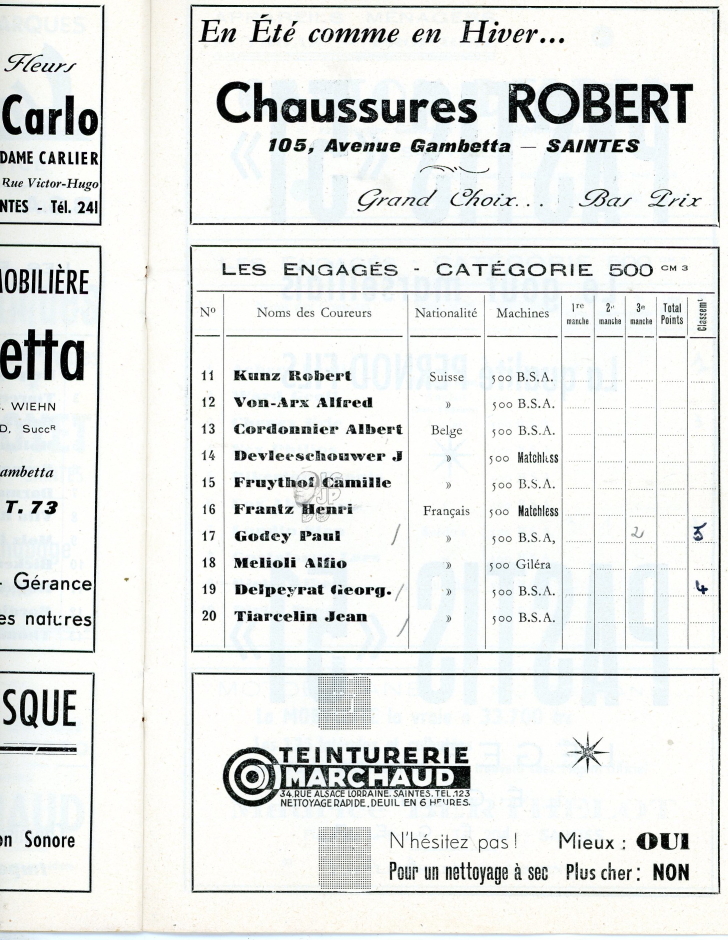 Fleurs
Carlo
DAME CARLIER
Rue Victor-Hugo
NTES - Tél. 241
MOBILIÈRE
etta
. WIEHN
D, Succᴿ
ambetta
T. 73
- Gérance
es natures
SQUE
on Sonore
En Été comme en Hiver...
Chaussures ROBERT
105, Avenue Gambetta — SAINTES
Grand Choix... Bas Prix
LES ENGAGÉS - CATÉGORIE 500 CM 3
Nº Noms des Coureurs Nationalité Machines 1re manche 2e manche 3e manche Total Points Classemt
11 Kunz Robert Suisse 500 B.S.A.
12 Von-Arx Alfred » 500 B.S.A.
13 Cordonnier Albert Belge 500 B.S.A.
14 Devleeschouwer J » 500 Matchless
15 Fruythof Camille » 500 B.S.A.
16 Frantz Henri Français 500 Matchless
17 Godey Paul / » 500 B.S.A, 2 5
18 Melioli Alfio » 500 Giléra
19 Delpeyrat Georg. / » 500 B.S.A. 4
20 Tiarcelin Jean / » 500 B.S.A.
TEINTURERIE
MARCHAUD
34, RUE ALSACE LORRAINE. SAINTES. TEL. 123
NETTOYAGE RAPIDE, DEUIL EN 6 HEURES.
N'hésitez pas ! Mieux : OUI
Pour un nettoyage à sec Plus cher : NON